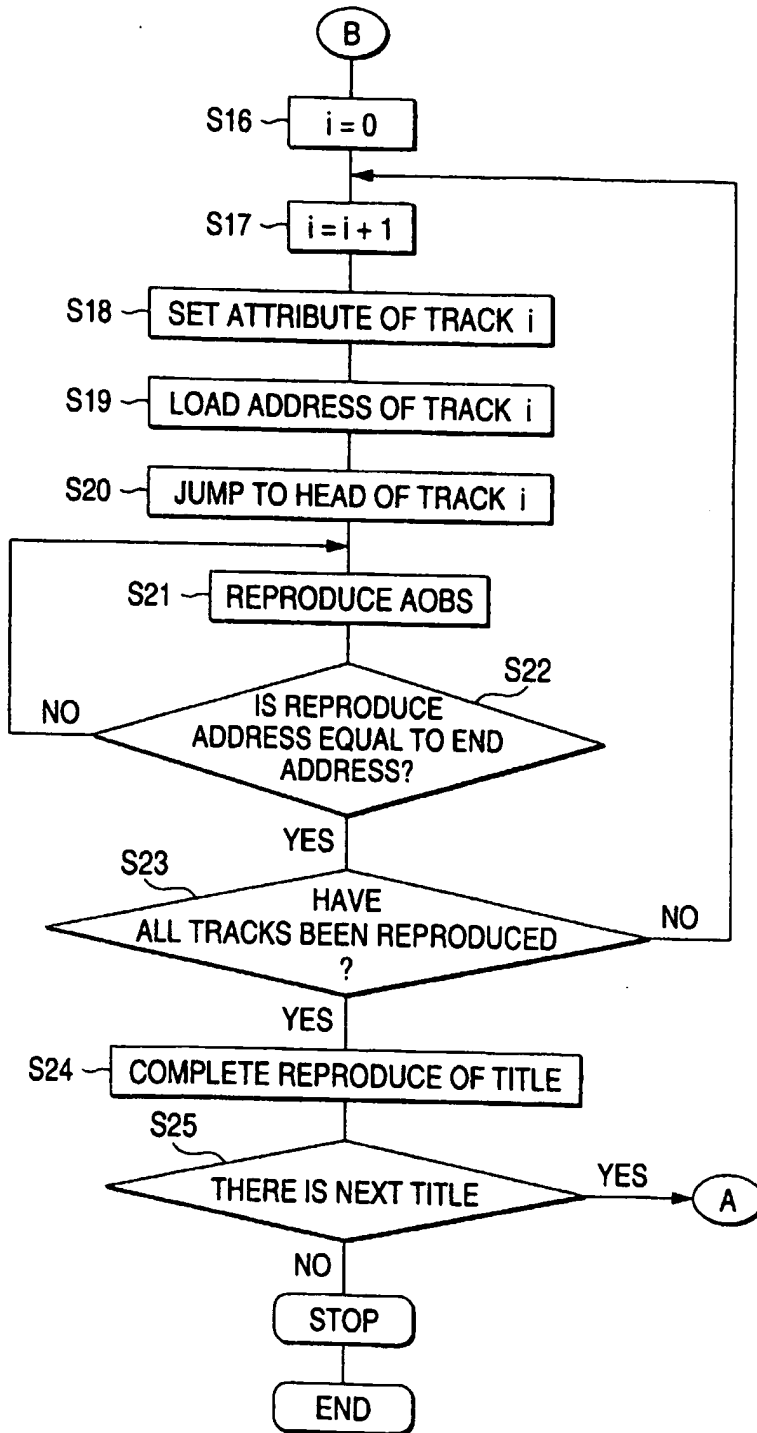 B
S16
i = 0
S17
i = i + 1
S18
SET ATTRIBUTE OF TRACK i
S19
LOAD ADDRESS OF TRACK i
S20
JUMP TO HEAD OF TRACK i
S21
REPRODUCE AOBS
S22
NO
IS REPRODUCE
ADDRESS EQUAL TO END
ADDRESS?
YES
S23
HAVE
ALL TRACKS BEEN REPRODUCED
?
NO
YES
S24
COMPLETE REPRODUCE OF TITLE
S25
THERE IS NEXT TITLE
YES
A
NO
STOP
END